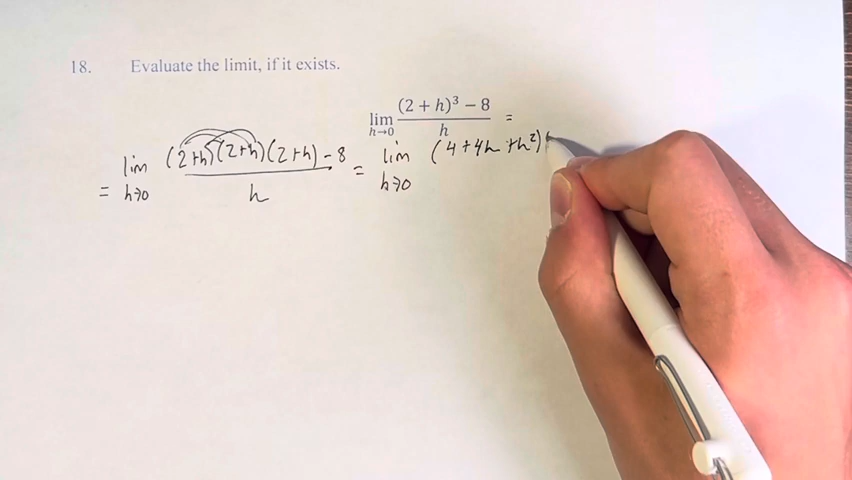 18. Evaluate the limit, if it exists.
lim h→0 (2 + h)³ − 8 / h =
= lim h→0 (2+h)(2+h)(2+h) − 8 / h = lim h→0 (4 + 4h + h²)